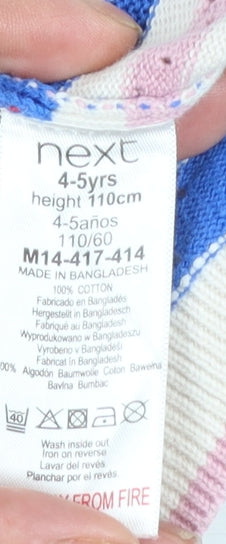 next
4-5yrs
height 110cm
4-5años
110/60
M14-417-414
MADE IN BANGLADESH
100% COTTON
Fabricado en Bangladés
Hergestellt in Bangladesch
Fabriqué au Bangladesh
Wyprodukowano w Bangladeszu
Vyrobeno v Bangladéši
Fabricat în Bangladesh
Algodón Baumwolle Coton Bawełna
Bavlna Bumbac
40
Wash inside out
Iron on reverse
Lavar del revés
Planchar por el revés
FROM FIRE